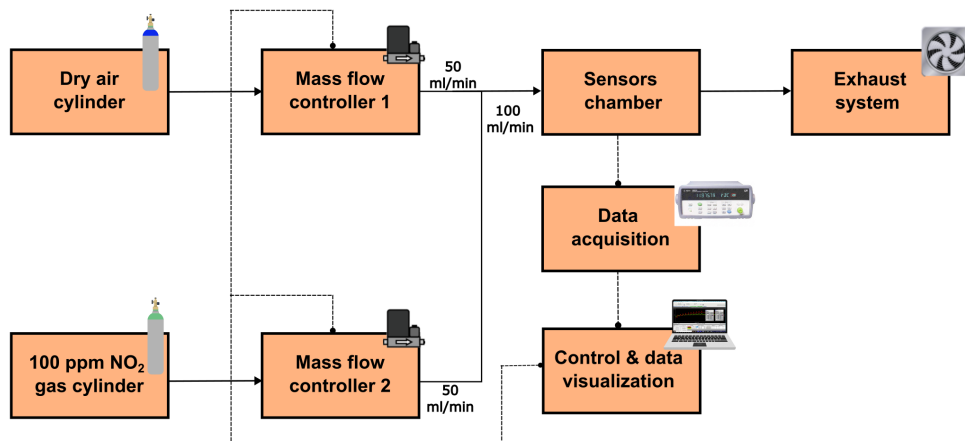 Dry air
cylinder
Mass flow
controller 1
50
ml/min
100
ml/min
Sensors
chamber
Exhaust
system
Data
acquisition
100 ppm NO₂
gas cylinder
Mass flow
controller 2
50
ml/min
Control & data
visualization